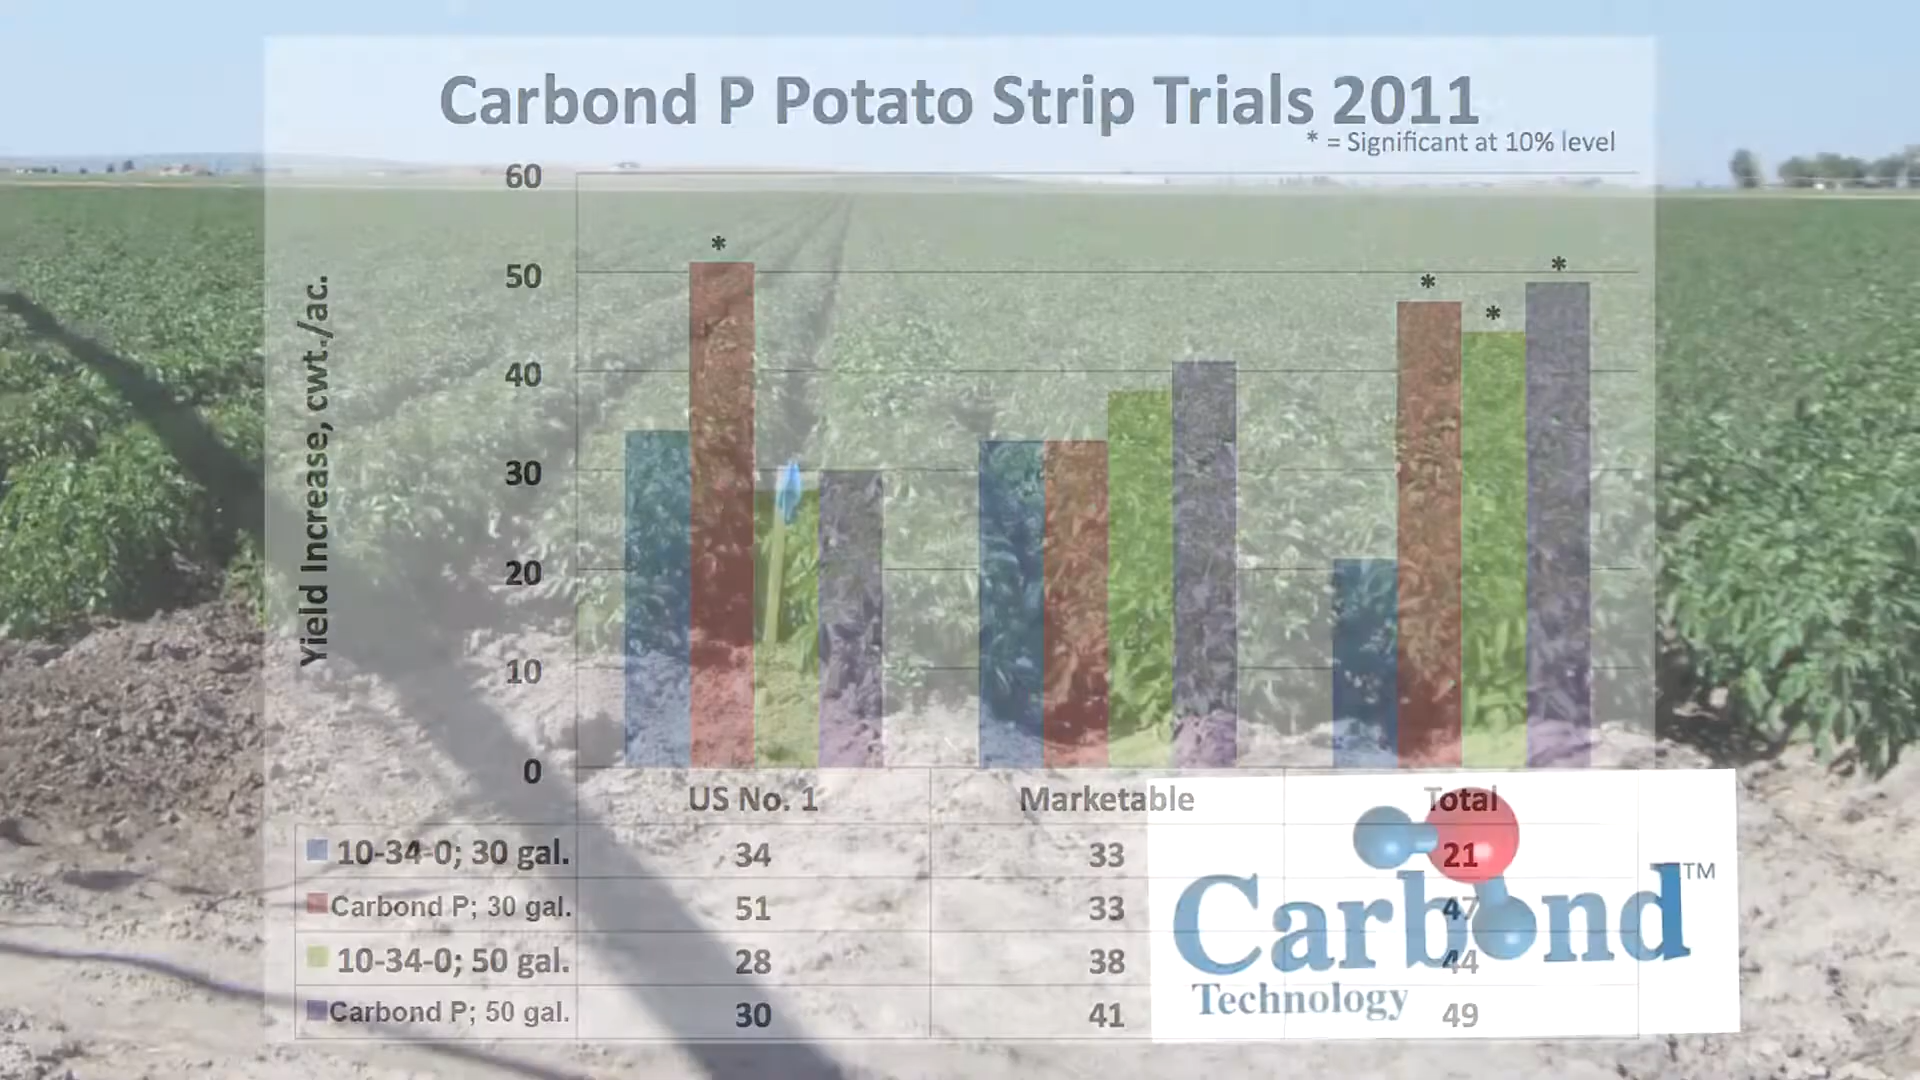 Carbond P Potato Strip Trials 2011
* = Significant at 10% level
Yield Increase, cwt./ac.
60
50
40
30
20
10
0
*
*
*
*
US No. 1 Marketable Total
10-34-0; 30 gal. 34 33 21
Carbond P; 30 gal. 51 33 47
10-34-0; 50 gal. 28 38 44
Carbond P; 50 gal. 30 41 49
Carbond TM
Technology